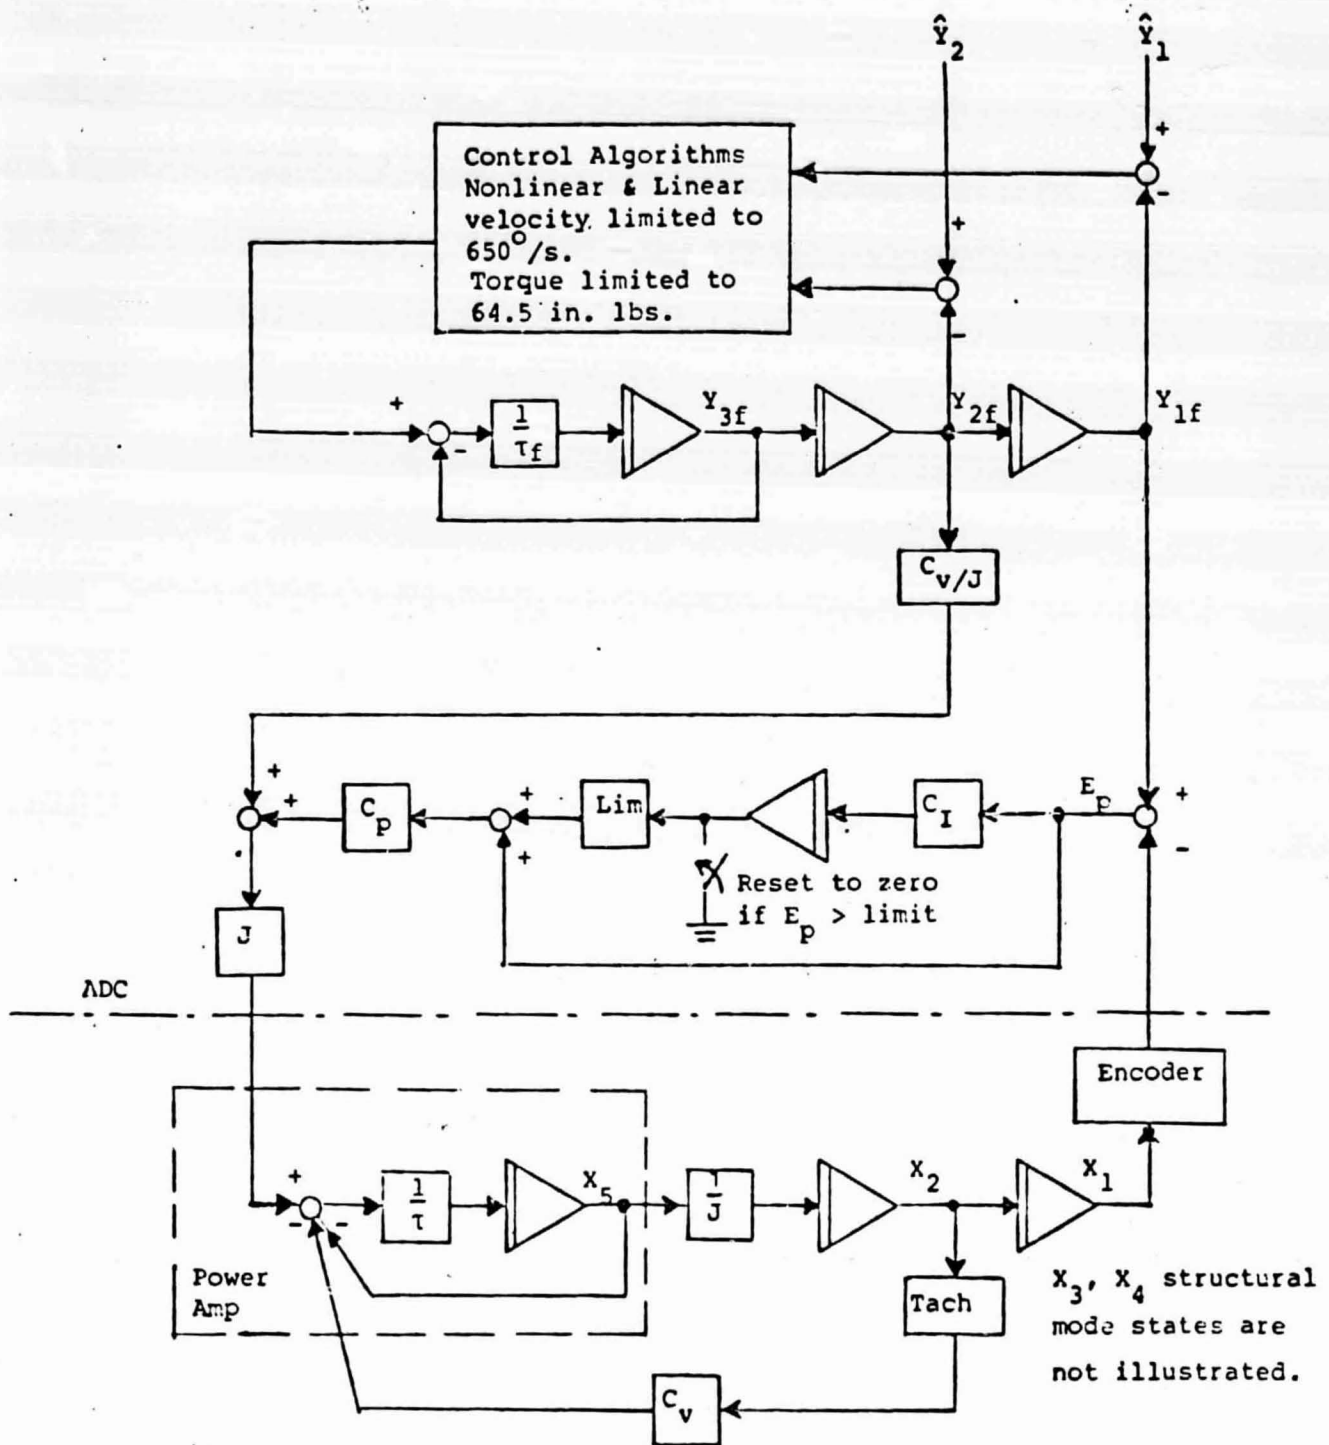 Ŷ2
Ŷ1
+
+
-
-
Control Algorithms
Nonlinear & Linear
velocity limited to
650°/s.
Torque limited to
64.5 in. lbs.
+
-
1
τf
Y3f
Y2f
Y1f
Cv/J
+
+
Cp
+
+
Lim
CI
Ep
+
-
Reset to zero
if Ep > limit
J
ADC
Encoder
+
-
-
1
τ
X5
1
J
X2
X1
Power
Amp
Tach
X3, X4 structural
mode states are
not illustrated.
Cv